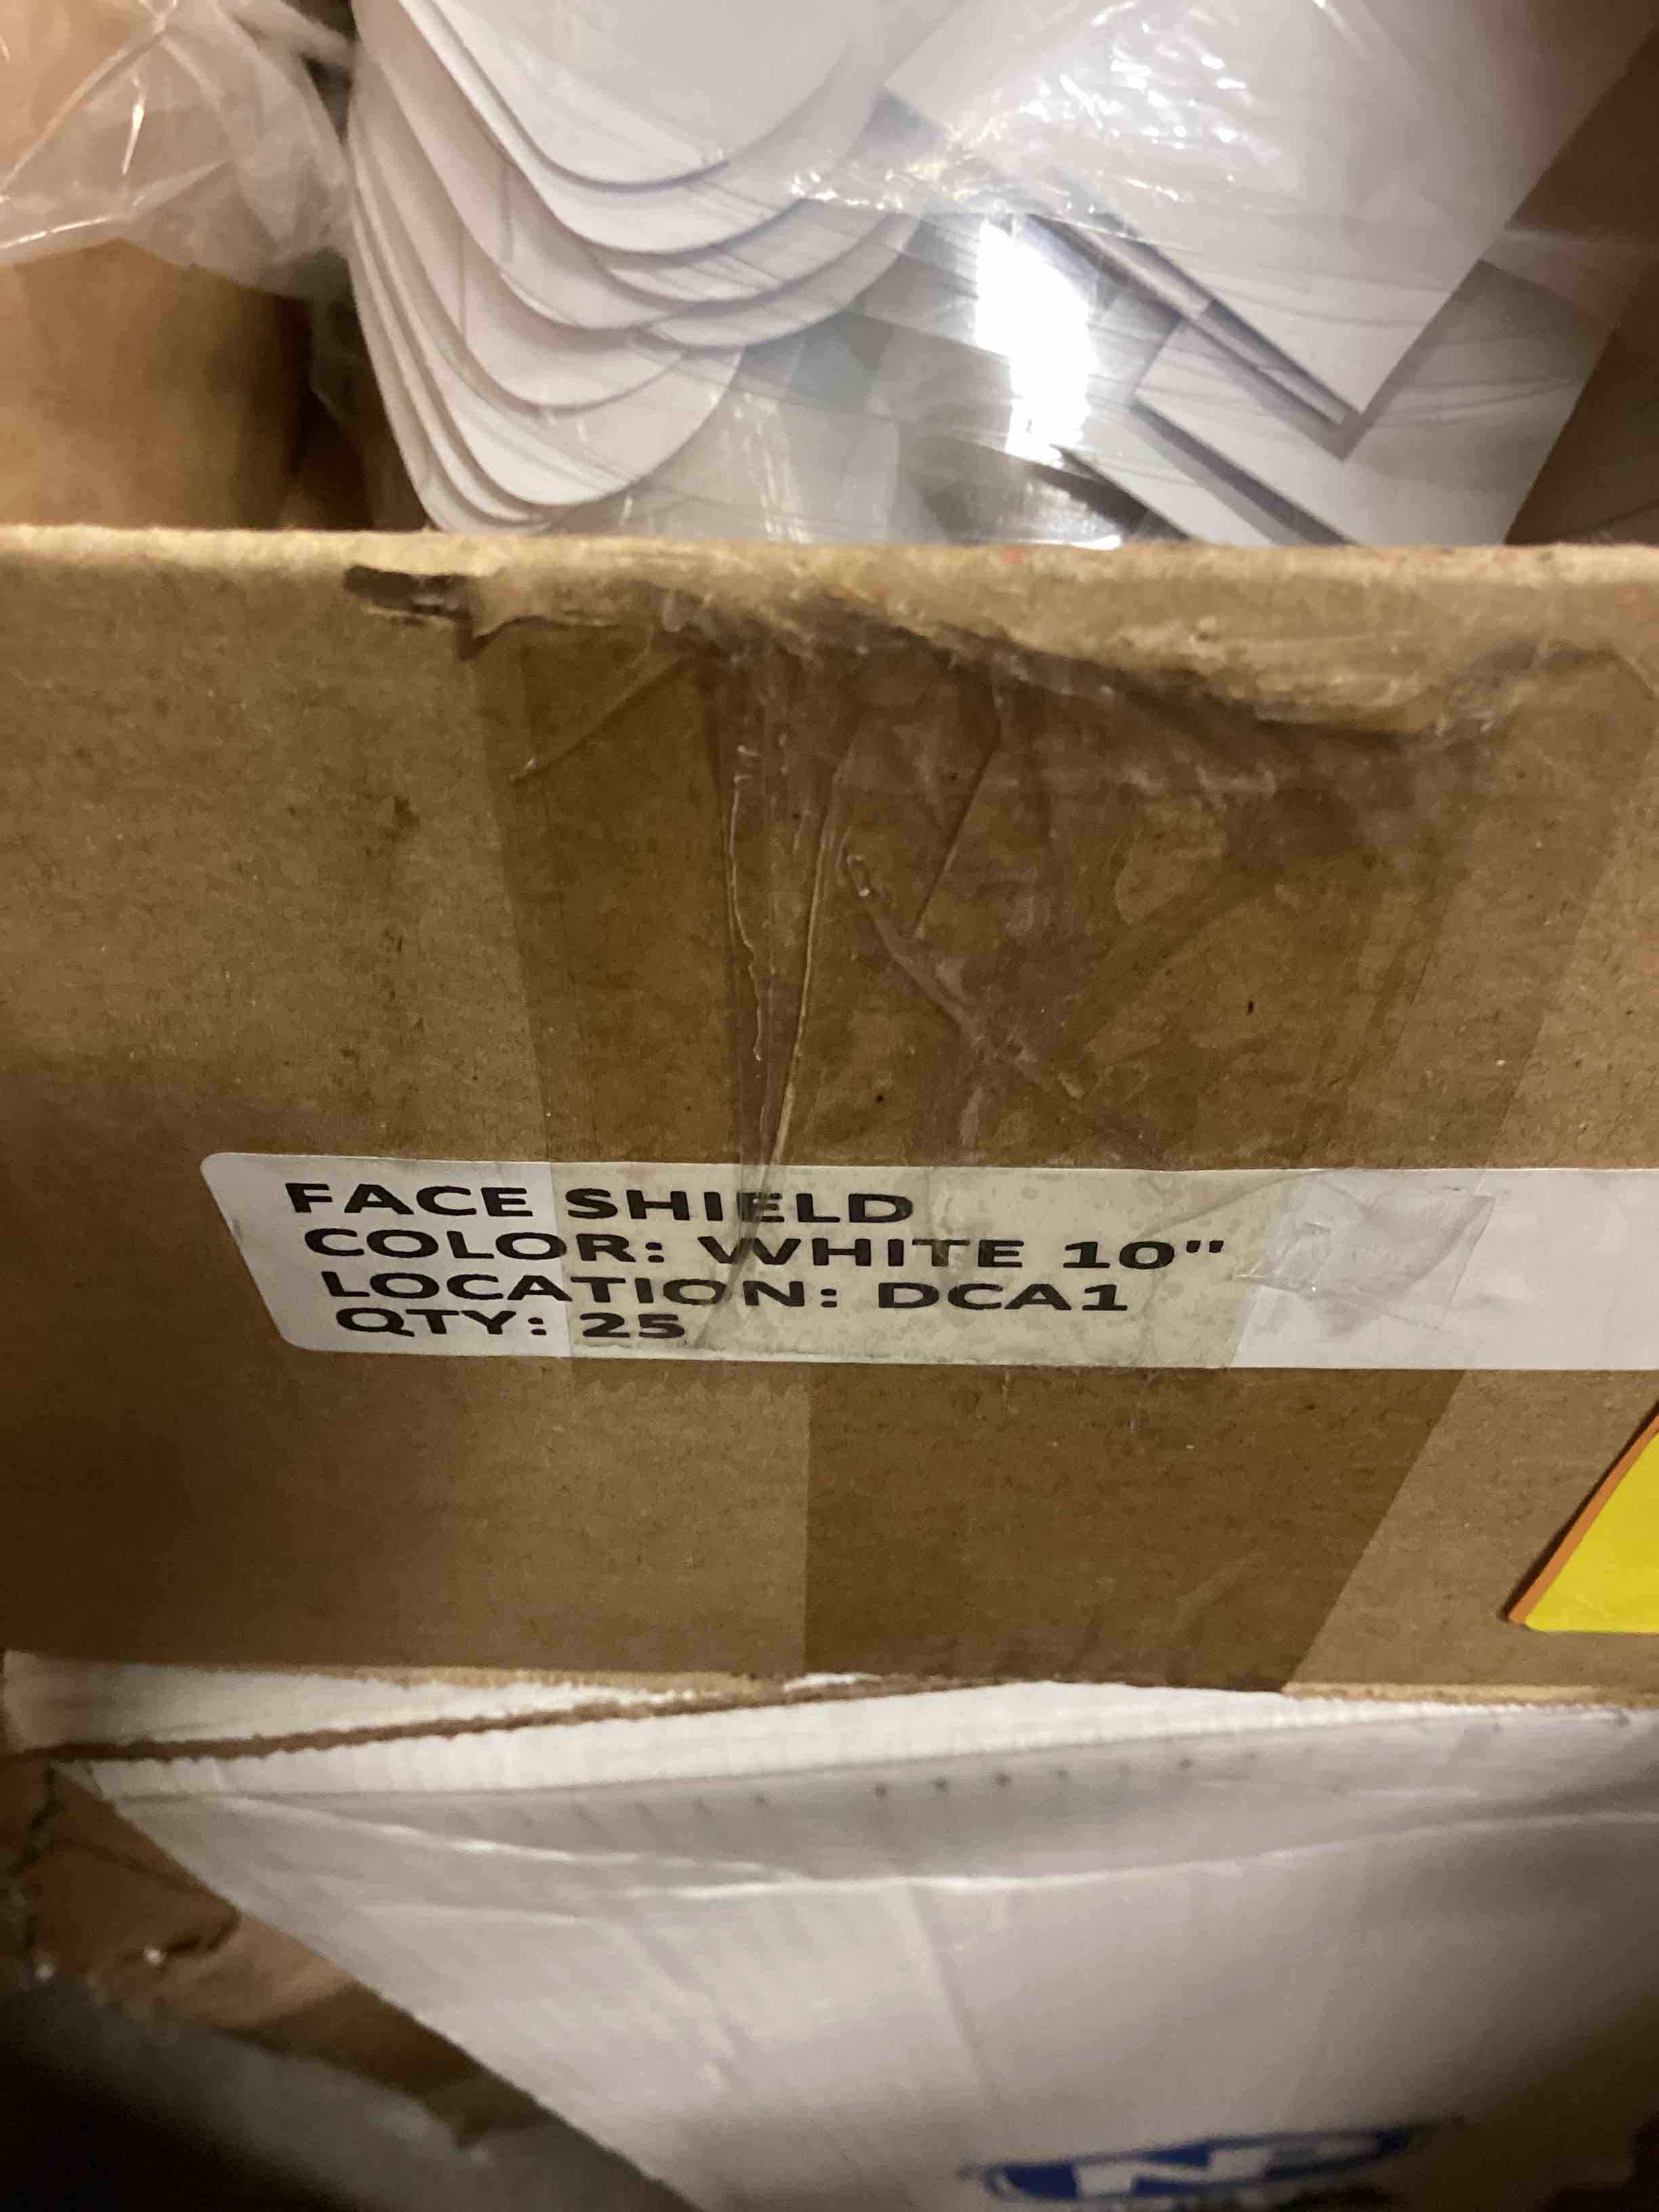 FACE SHIELD
COLOR: WHITE 10"
LOCATION: DCA1
QTY: 25